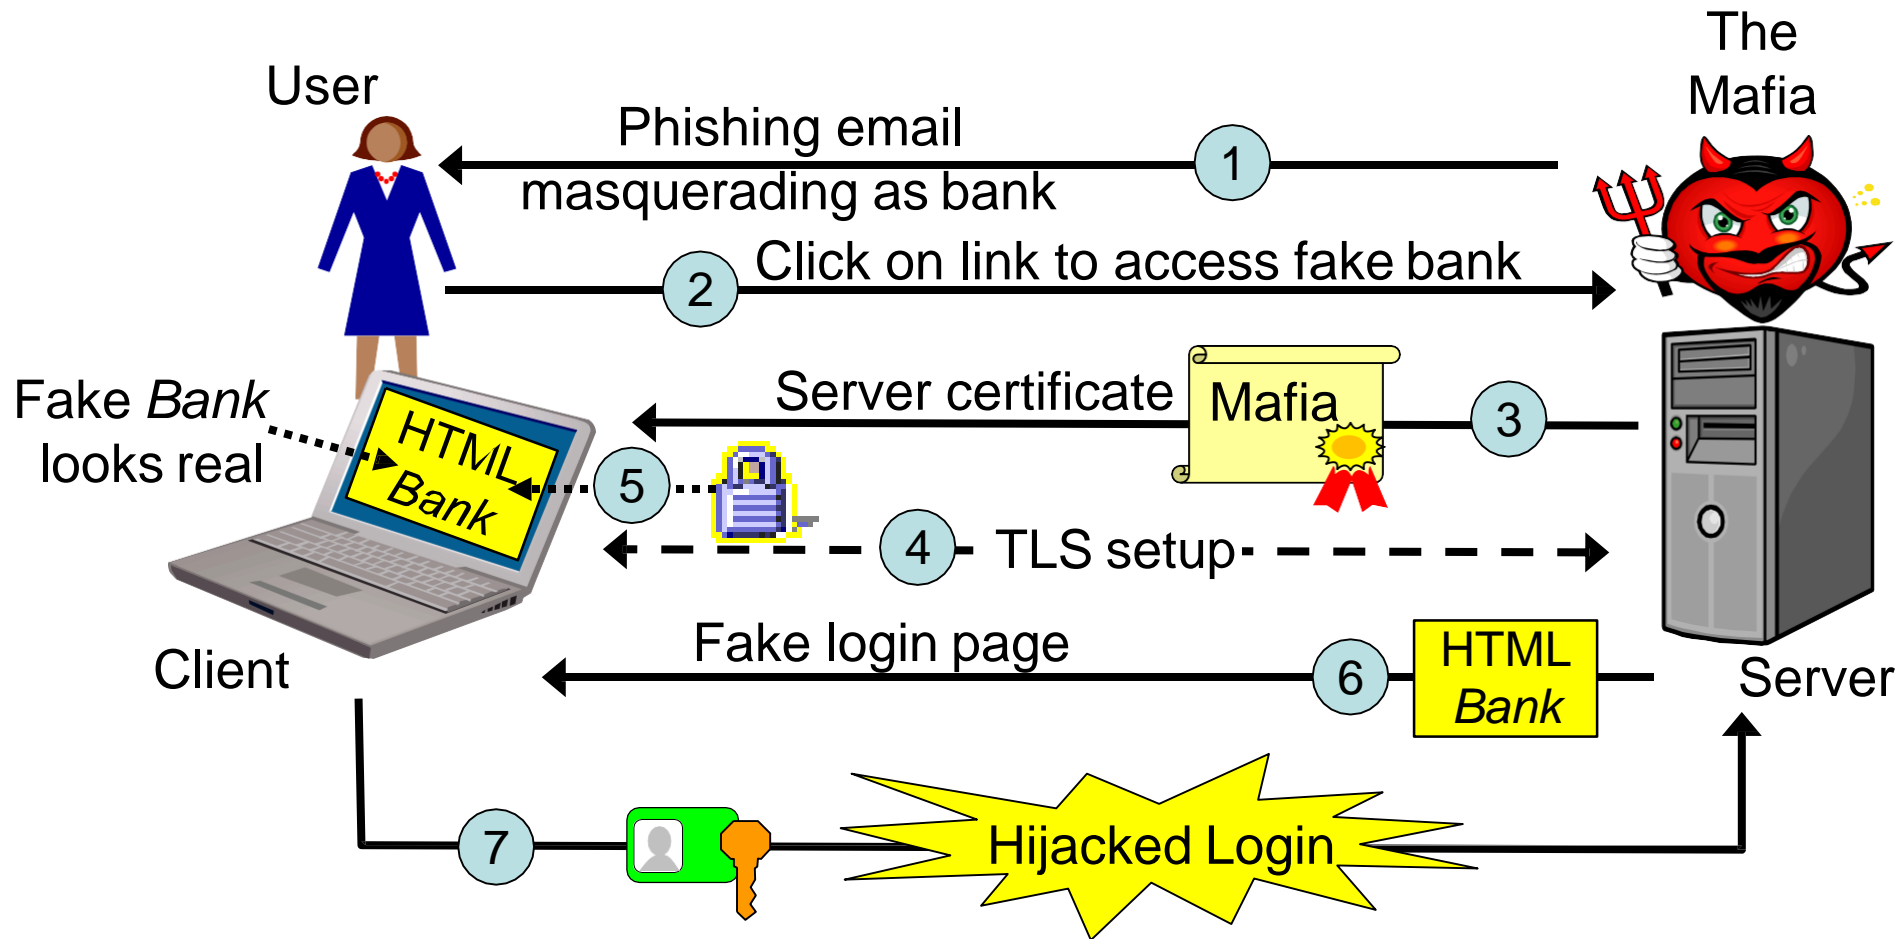 The
Mafia
User
Phishing email
1
masquerading as bank
2
Click on link to access fake bank
Server certificate
Mafia
3
Fake Bank
looks real
HTML
Bank
5
4
TLS setup
Fake login page
6
HTML
Bank
Client
Server
7
Hijacked Login